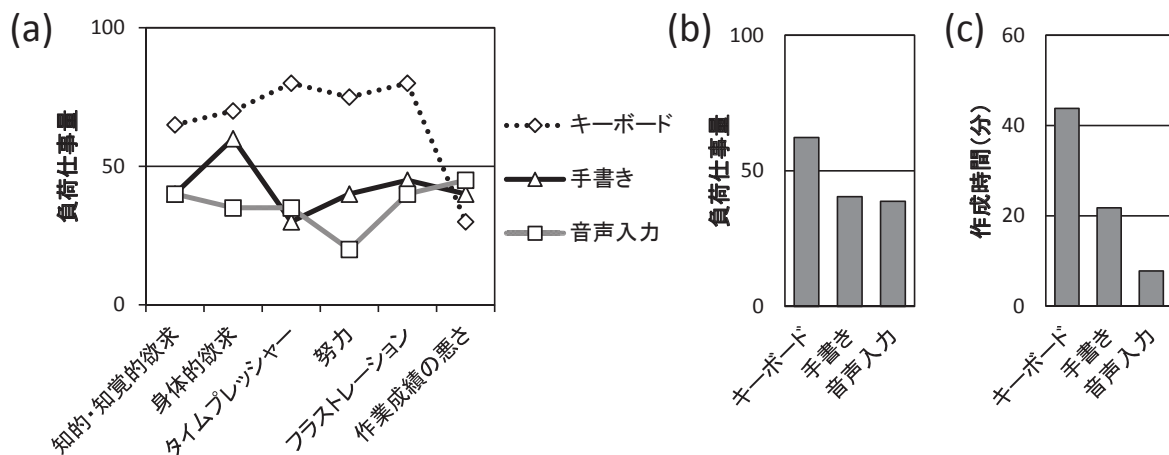 (a)
100
50
0
負荷仕事量
知的・知覚的欲求
身体的欲求
タイムプレッシャー
努力
フラストレーション
作業成績の悪さ
キーボード
手書き
音声入力
(b)
100
50
0
負荷仕事量
キーボード
手書き
音声入力
(c)
60
40
20
0
作成時間(分)
キーボード
手書き
音声入力